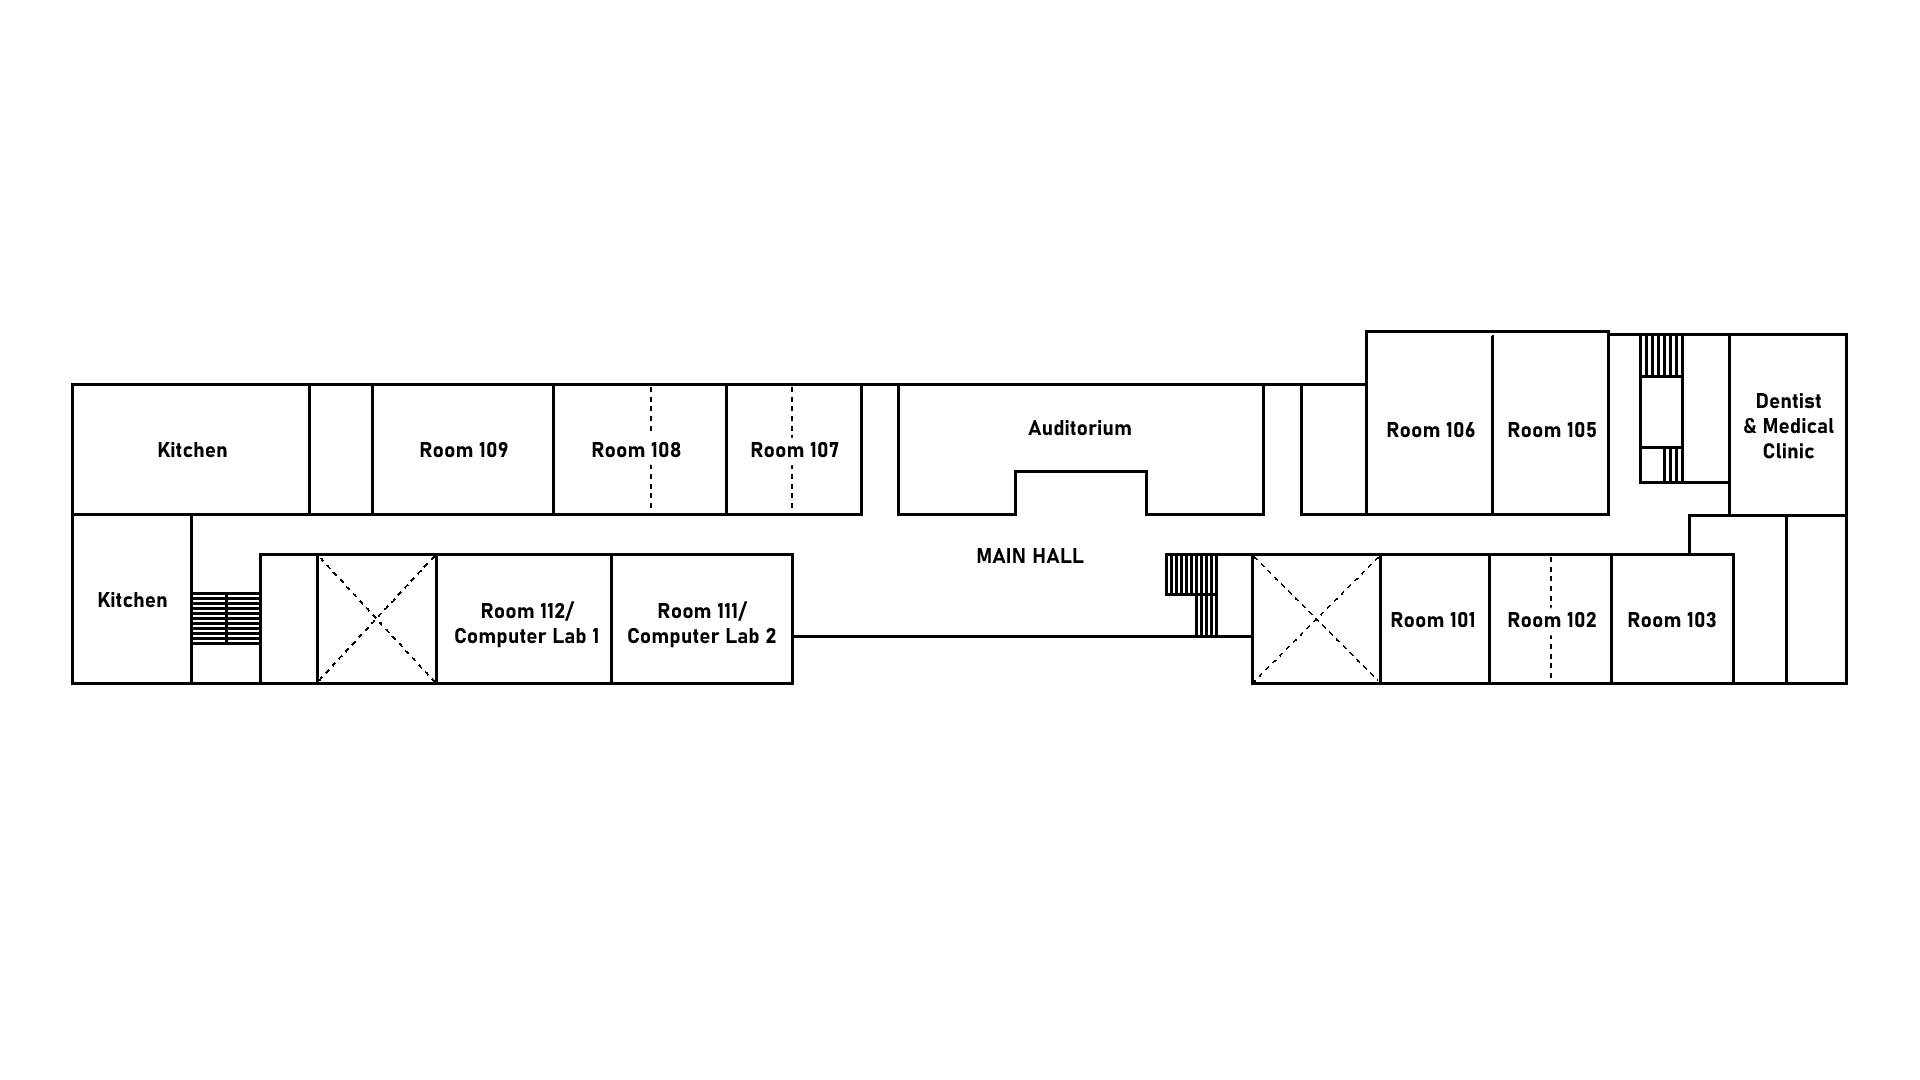 Kitchen
Room 109
Room 108
Room 107
Auditorium
Room 106
Room 105
Dentist
& Medical
Clinic
MAIN HALL
Kitchen
Room 112/
Computer Lab 1
Room 111/
Computer Lab 2
Room 101
Room 102
Room 103